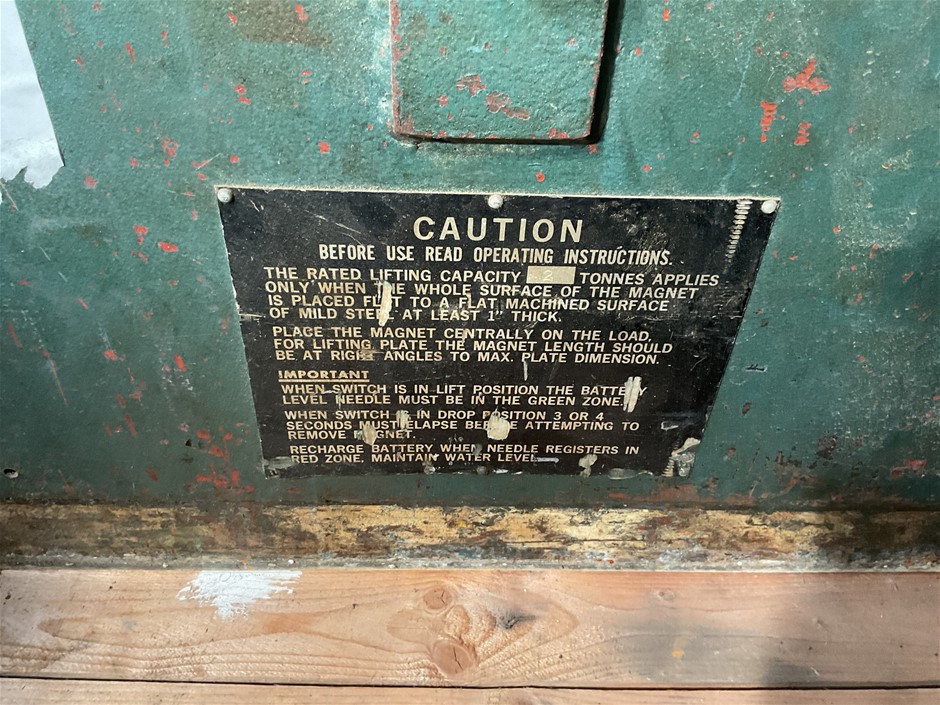 CAUTION
BEFORE USE READ OPERATING INSTRUCTIONS.
THE RATED LIFTING CAPACITY 2 TONNES APPLIES
ONLY WHEN THE WHOLE SURFACE OF THE MAGNET
IS PLACED FLAT TO A FLAT MACHINED SURFACE
OF MILD STEEL AT LEAST 1" THICK.
PLACE THE MAGNET CENTRALLY ON THE LOAD.
FOR LIFTING PLATE THE MAGNET LENGTH SHOULD
BE AT RIGHT ANGLES TO MAX. PLATE DIMENSION.
IMPORTANT
WHEN SWITCH IS IN LIFT POSITION THE BATTERY
LEVEL NEEDLE MUST BE IN THE GREEN ZONE.
WHEN SWITCH IS IN DROP POSITION 3 OR 4
SECONDS MUST ELAPSE BEFORE ATTEMPTING TO
REMOVE MAGNET.
RECHARGE BATTERY WHEN NEEDLE REGISTERS IN
RED ZONE, MAINTAIN WATER LEVEL.